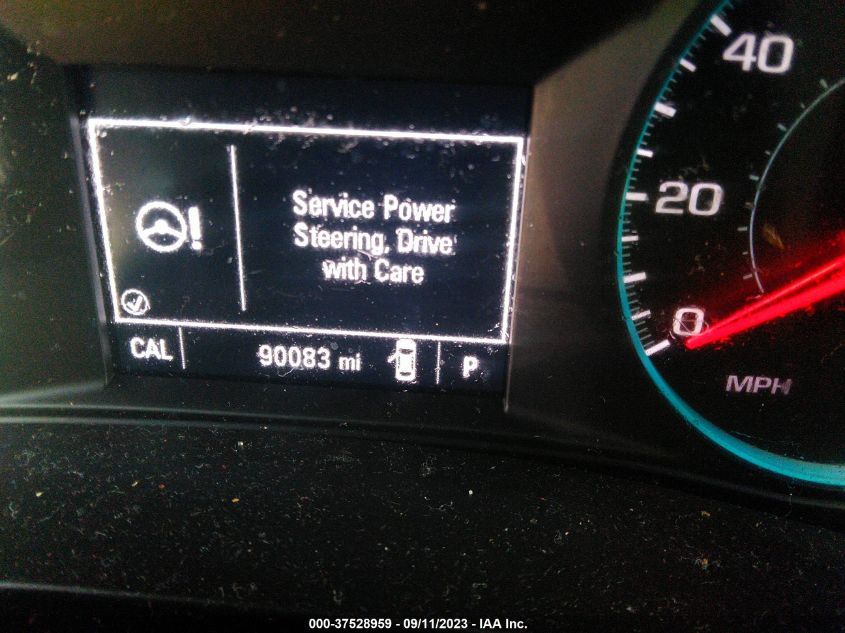 Service Power
Steering, Drive
with Care
CAL 90083 mi P
40
20
0
MPH
000-37528959 - 09/11/2023 - IAA Inc.